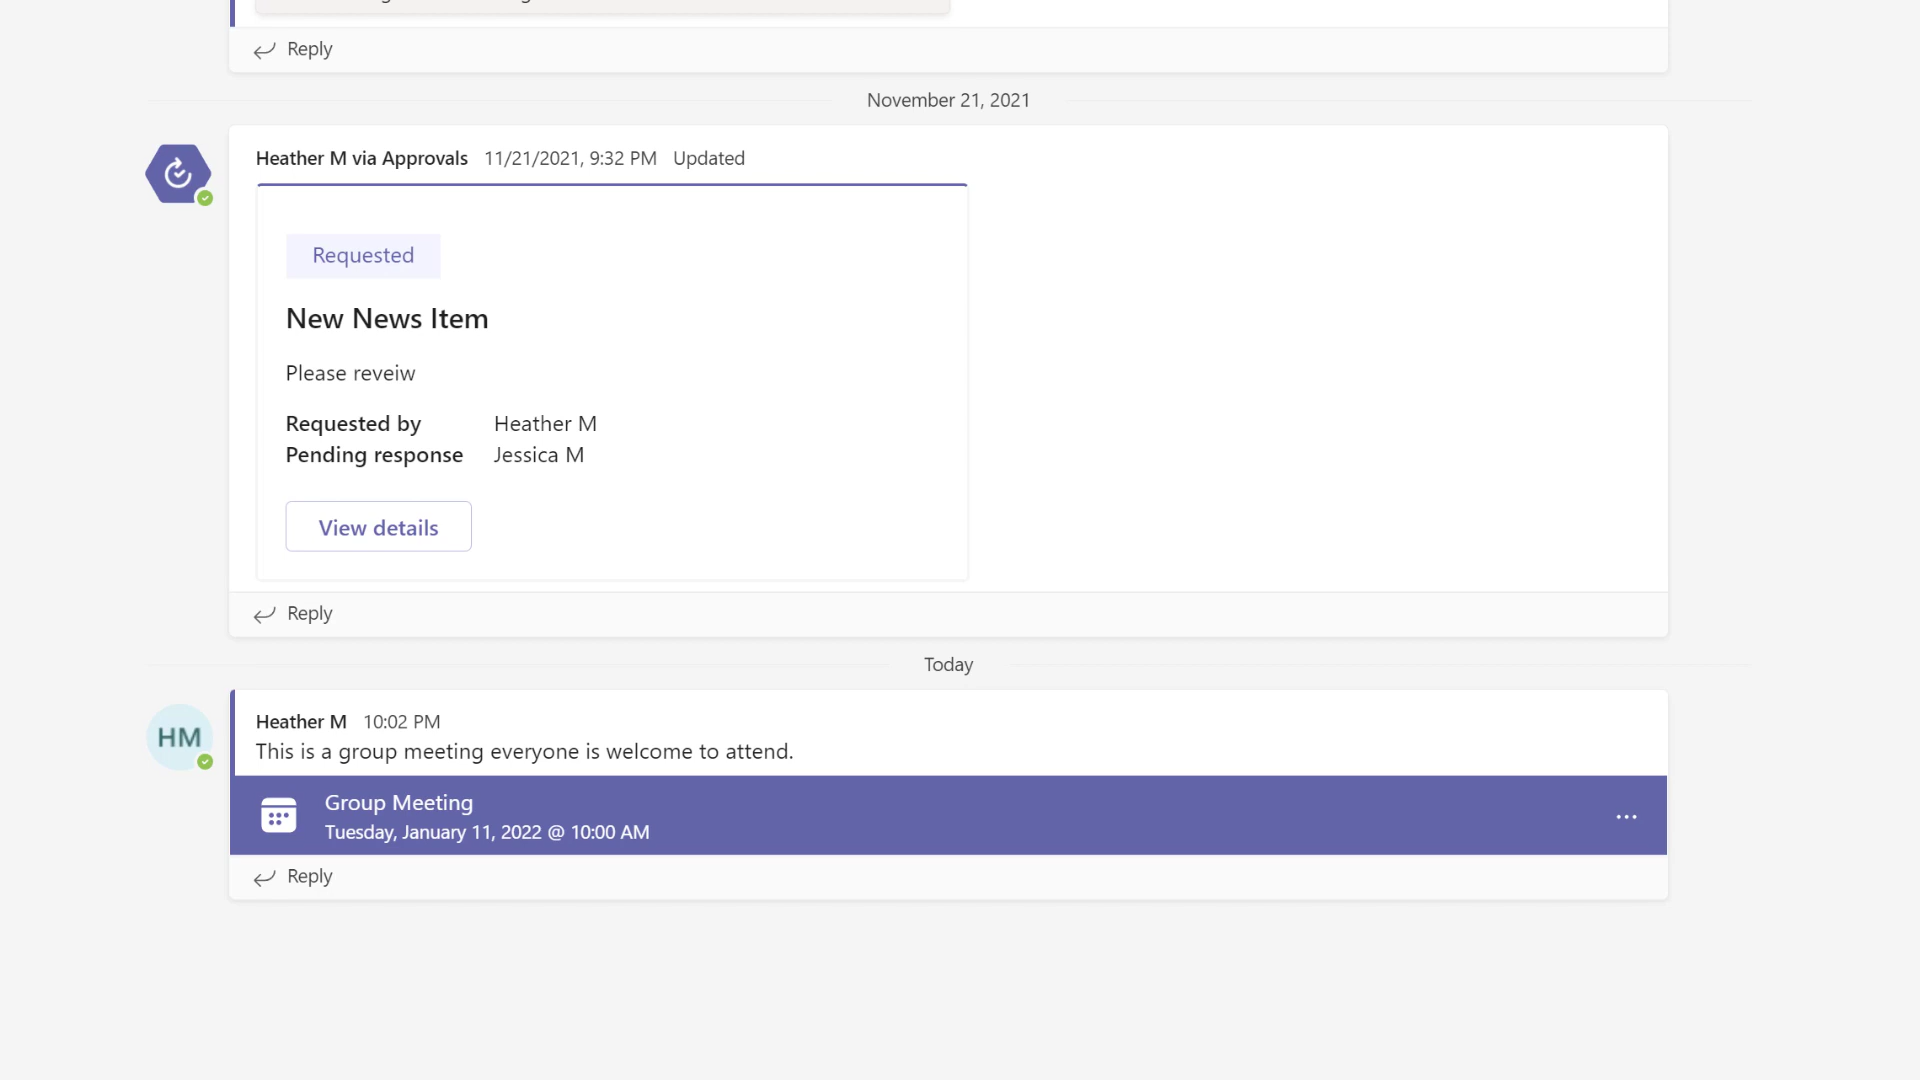 Reply
November 21, 2021
Heather M via Approvals 11/21/2021, 9:32 PM Updated
Requested
New News Item
Please reveiw
Requested by Heather M
Pending response Jessica M
View details
Reply
Today
HM
Heather M 10:02 PM
This is a group meeting everyone is welcome to attend.
Group Meeting
Tuesday, January 11, 2022 @ 10:00 AM
Reply